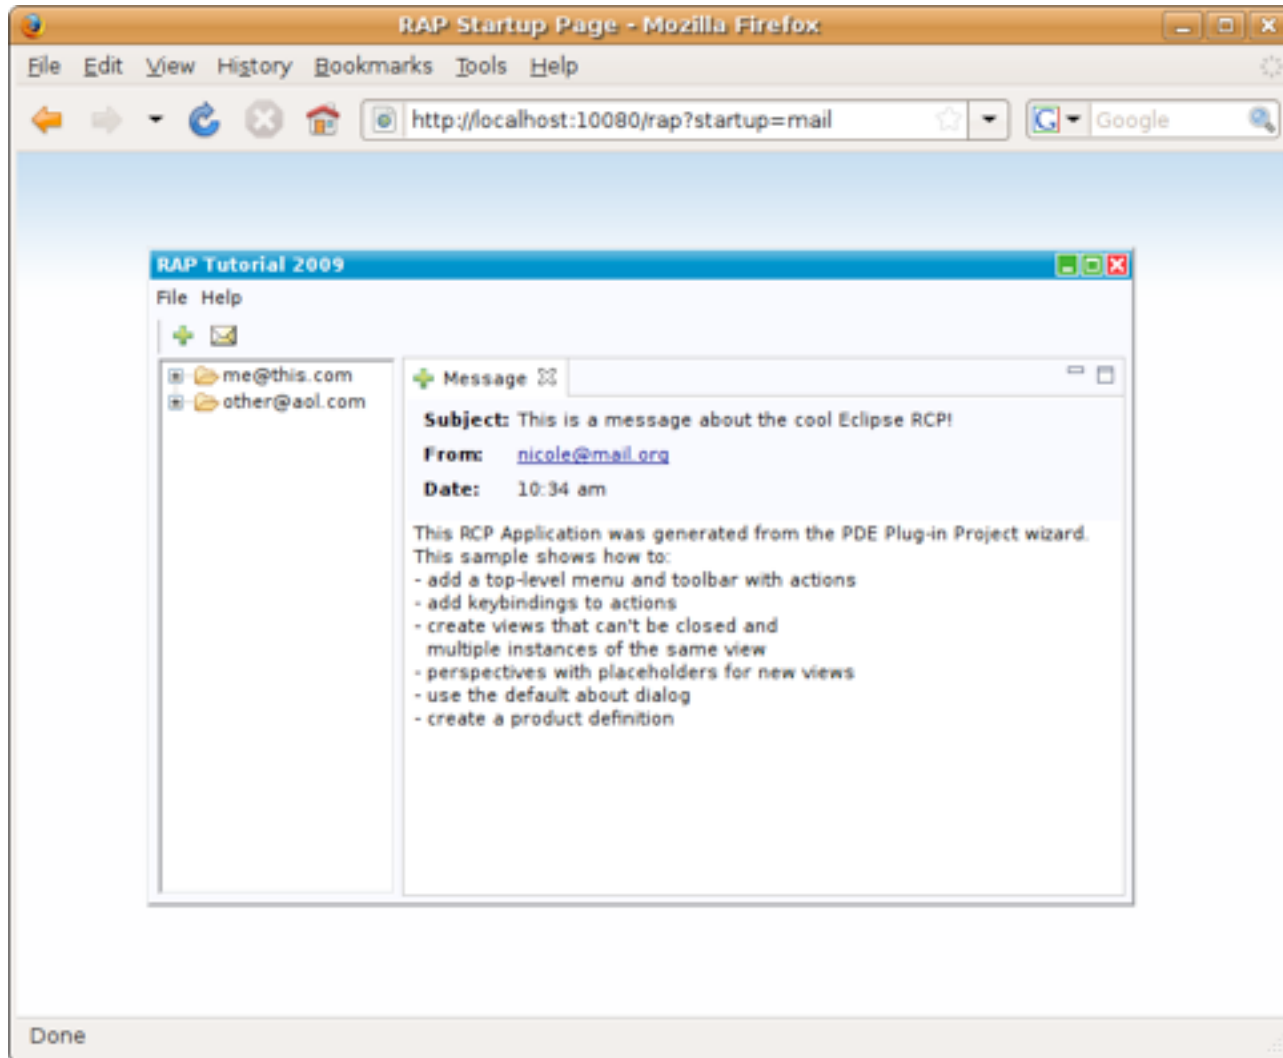 RAP Startup Page - Mozilla Firefox
File Edit View History Bookmarks Tools Help
http://localhost:10080/rap?startup=mail
G Google
RAP Tutorial 2009
File Help
me@this.com
other@aol.com
Message
Subject: This is a message about the cool Eclipse RCP!
From: nicole@mail.org
Date: 10:34 am
This RCP Application was generated from the PDE Plug-in Project wizard.
This sample shows how to:
- add a top-level menu and toolbar with actions
- add keybindings to actions
- create views that can't be closed and
multiple instances of the same view
- perspectives with placeholders for new views
- use the default about dialog
- create a product definition
Done